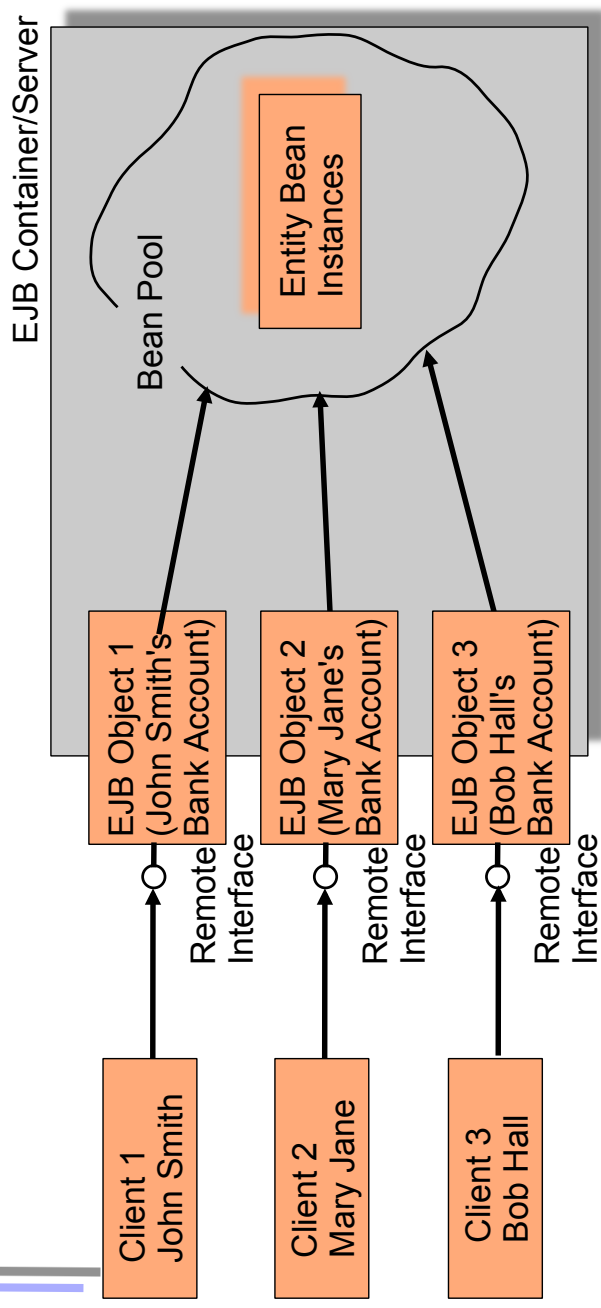 EJB Container/Server
Bean Pool
Entity Bean
Instances
Client 1
John Smith
Remote
Interface
EJB Object 1
(John Smith's
Bank Account)
Client 2
Mary Jane
Remote
Interface
EJB Object 2
(Mary Jane's
Bank Account)
Client 3
Bob Hall
Remote
Interface
EJB Object 3
(Bob Hall's
Bank Account)